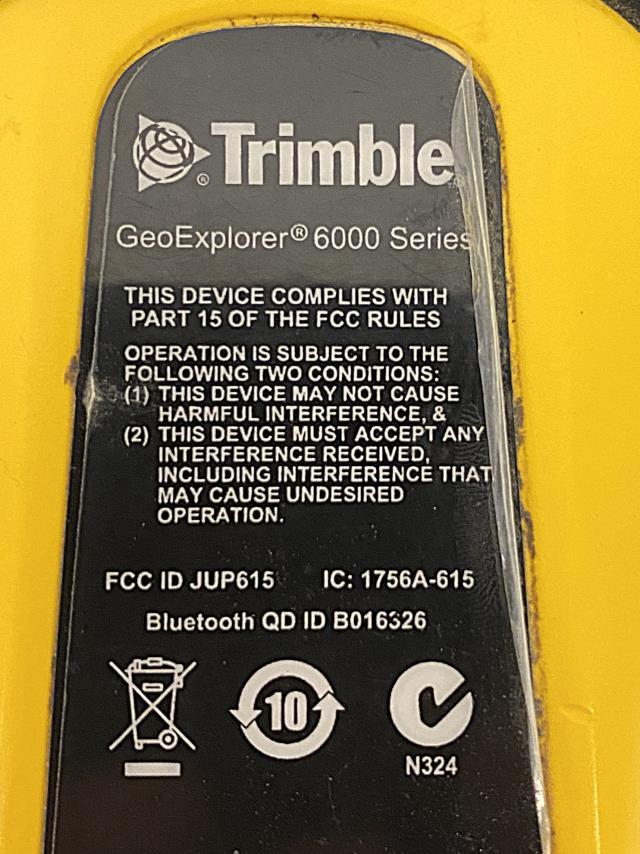 ® Trimble
GeoExplorer® 6000 Series
THIS DEVICE COMPLIES WITH
PART 15 OF THE FCC RULES
OPERATION IS SUBJECT TO THE
FOLLOWING TWO CONDITIONS:
(1) THIS DEVICE MAY NOT CAUSE
HARMFUL INTERFERENCE, &
(2) THIS DEVICE MUST ACCEPT ANY
INTERFERENCE RECEIVED,
INCLUDING INTERFERENCE THAT
MAY CAUSE UNDESIRED
OPERATION.
FCC ID JUP615 IC: 1756A-615
Bluetooth QD ID B016326
10
N324